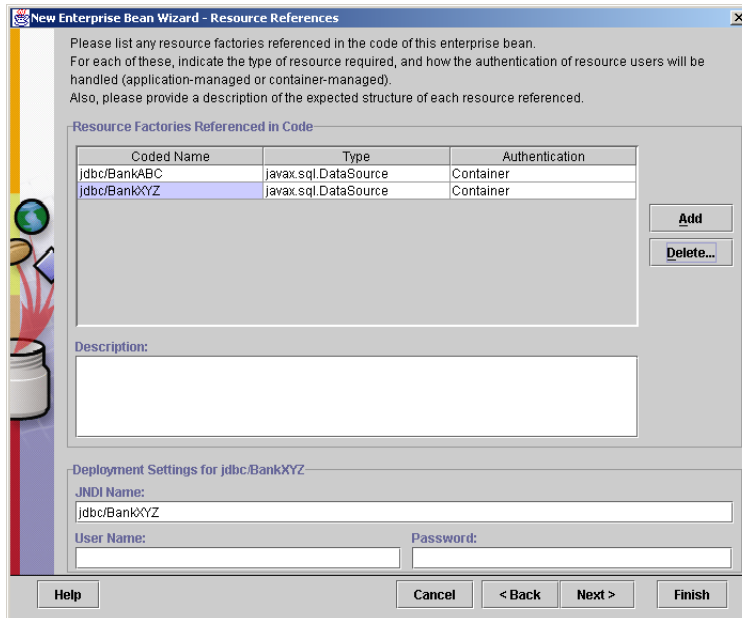 New Enterprise Bean Wizard - Resource References
Please list any resource factories referenced in the code of this enterprise bean.
For each of these, indicate the type of resource required, and how the authentication of resource users will be
handled (application-managed or container-managed).
Also, please provide a description of the expected structure of each resource referenced.
Resource Factories Referenced in Code
Coded Name Type Authentication
jdbc/BankABC javax.sql.DataSource Container
jdbc/BankXYZ javax.sql.DataSource Container
Add
Delete...
Description:
Deployment Settings for jdbc/BankXYZ
JNDI Name:
jdbc/BankXYZ
User Name: Password:
Help Cancel < Back Next > Finish